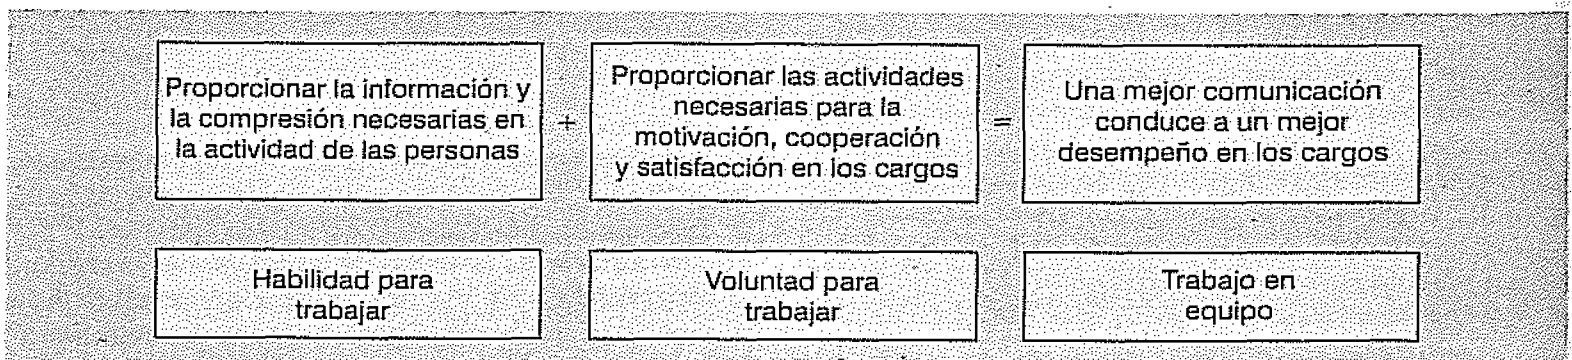 Proporcionar la información y
la compresión necesarias en
la actividad de las personas
+
Proporcionar las actividades
necesarias para la
motivación, cooperación
y satisfacción en los cargos
=
Una mejor comunicación
conduce a un mejor
desempeño en los cargos
Habilidad para
trabajar
Voluntad para
trabajar
Trabajo en
equipo